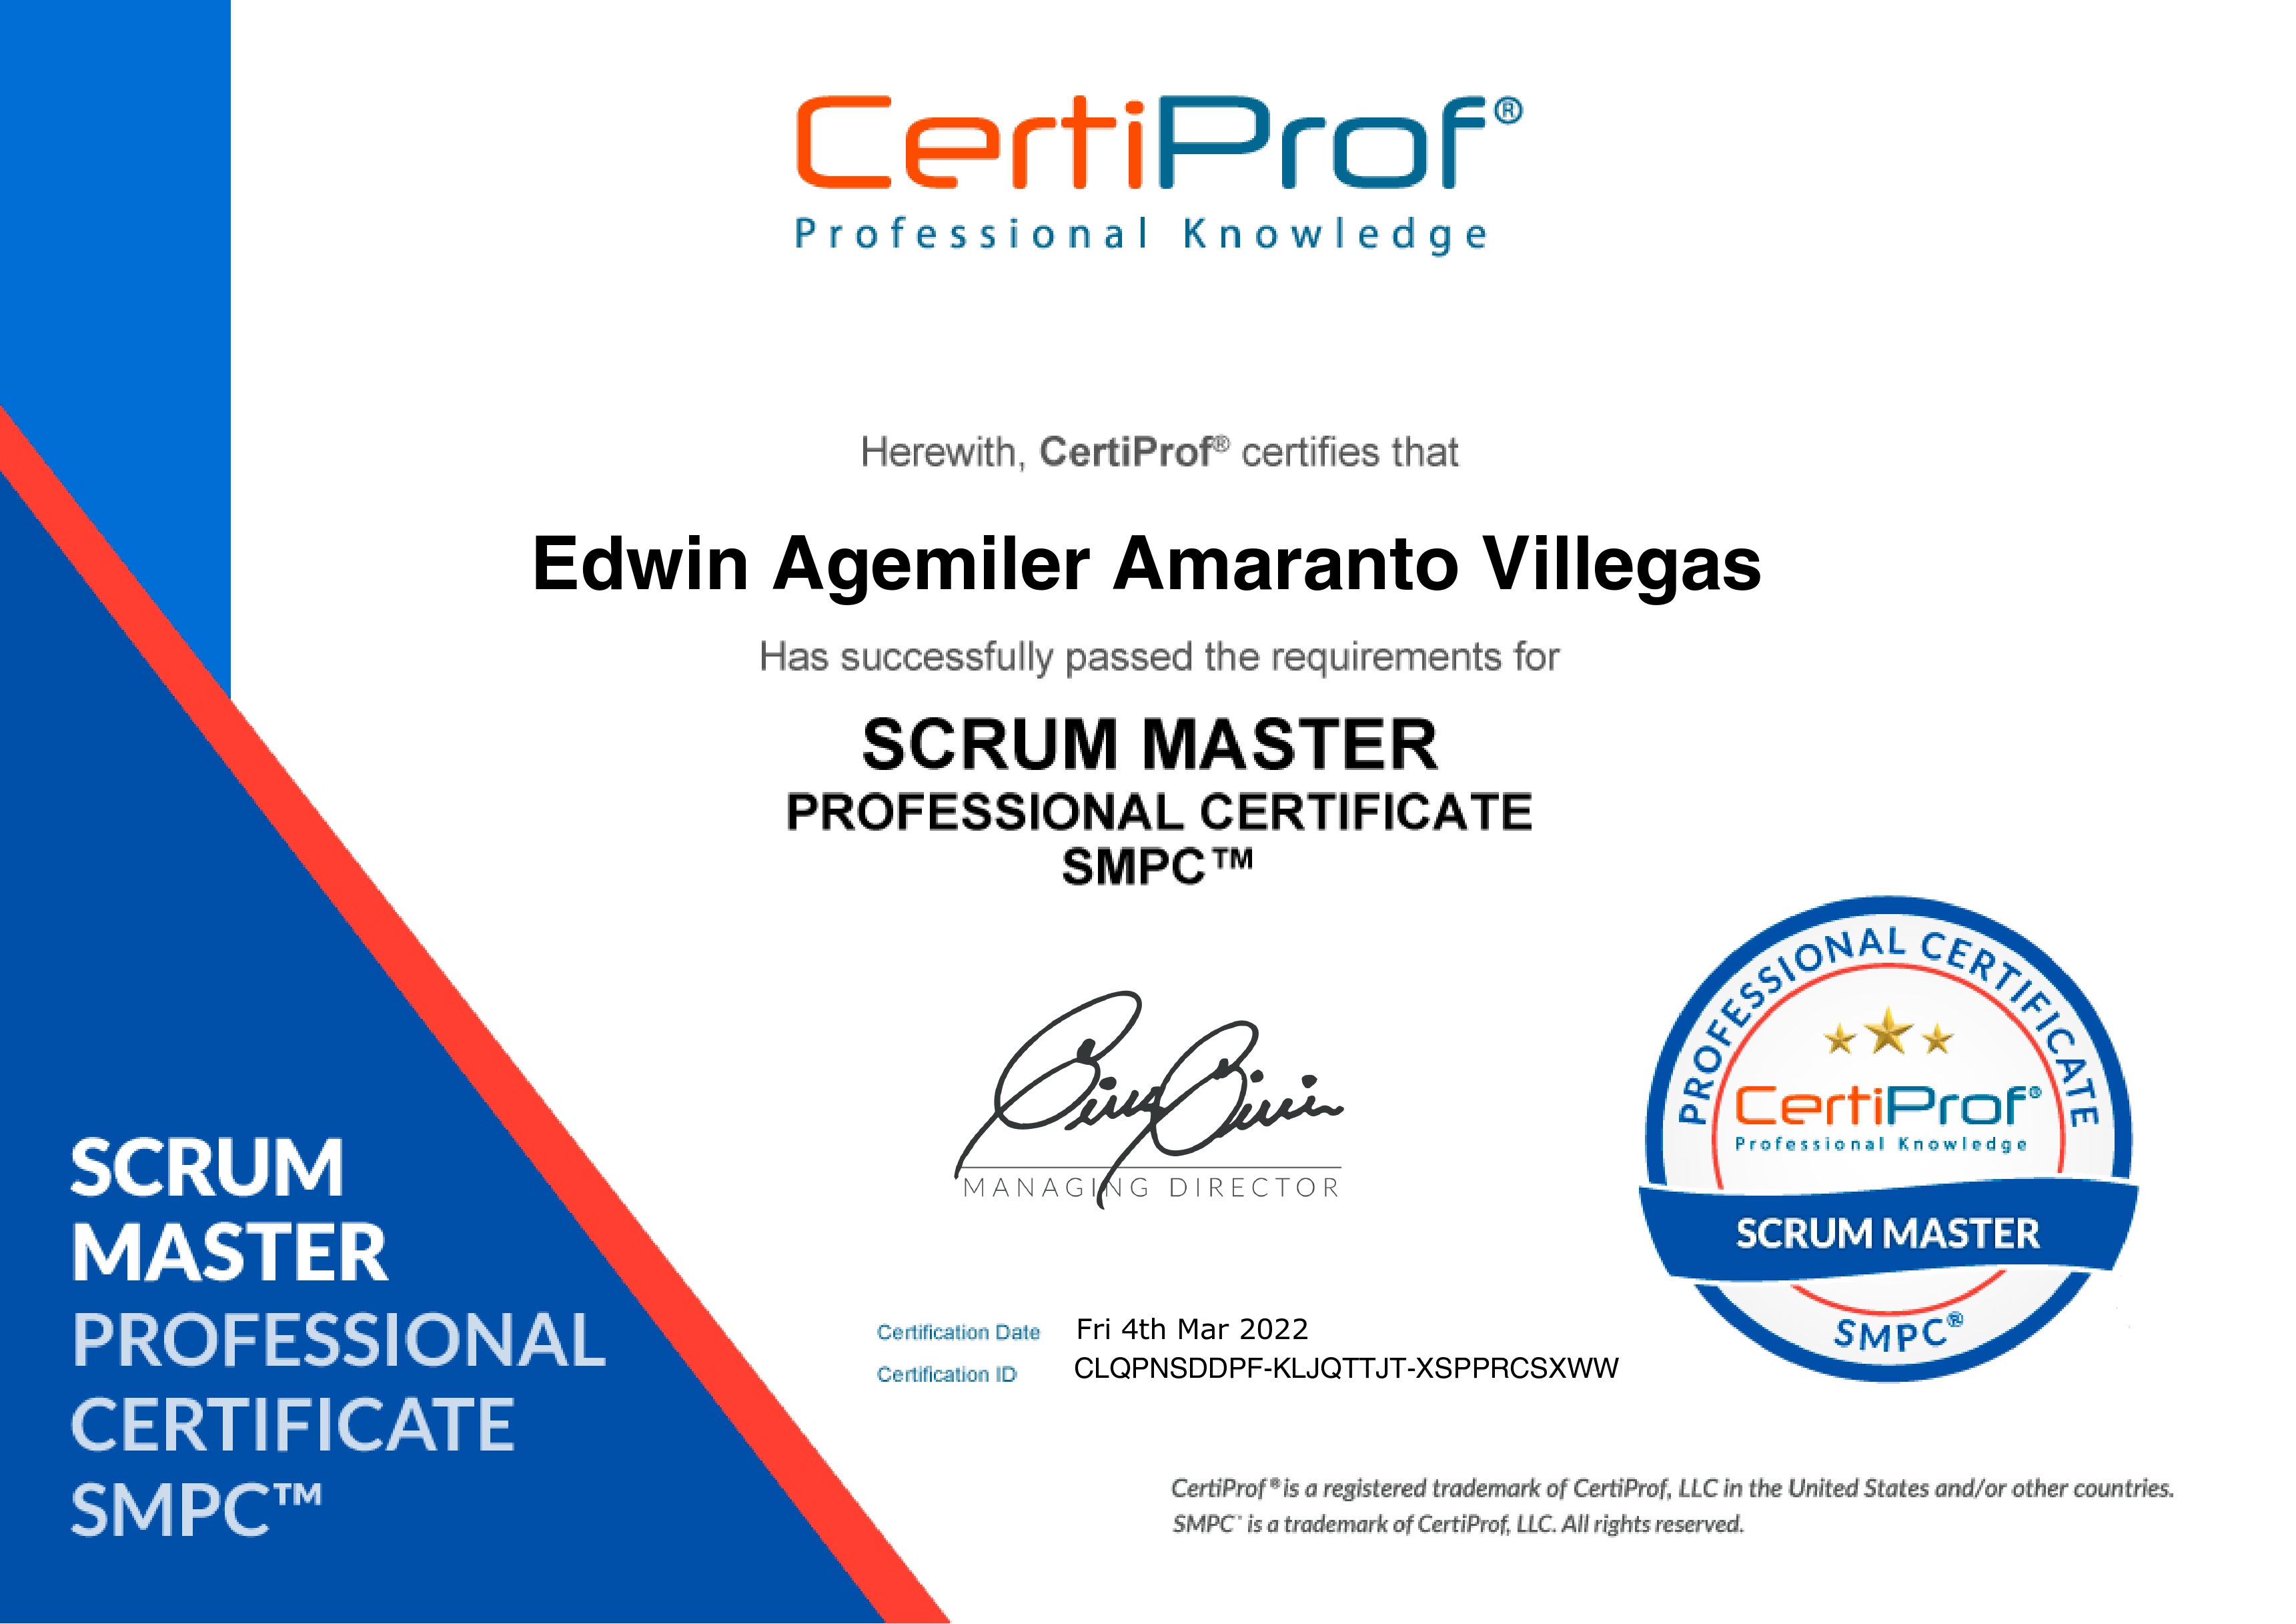 CertiProf®
Professional Knowledge
Herewith, CertiProf® certifies that
Edwin Agemiler Amaranto Villegas
Has successfully passed the requirements for
SCRUM MASTER
PROFESSIONAL CERTIFICATE
SMPC™
MANAGING DIRECTOR
Certification Date Fri 4th Mar 2022
Certification ID CLQPNSDDPF-KLJQTTJT-XSPPRCSXWW
PROFESSIONAL CERTIFICATE
CertiProf®
Professional Knowledge
SCRUM MASTER
SMPC®
SCRUM
MASTER
PROFESSIONAL
CERTIFICATE
SMPC™
CertiProf® is a registered trademark of CertiProf, LLC in the United States and/or other countries.
SMPC™ is a trademark of CertiProf, LLC. All rights reserved.